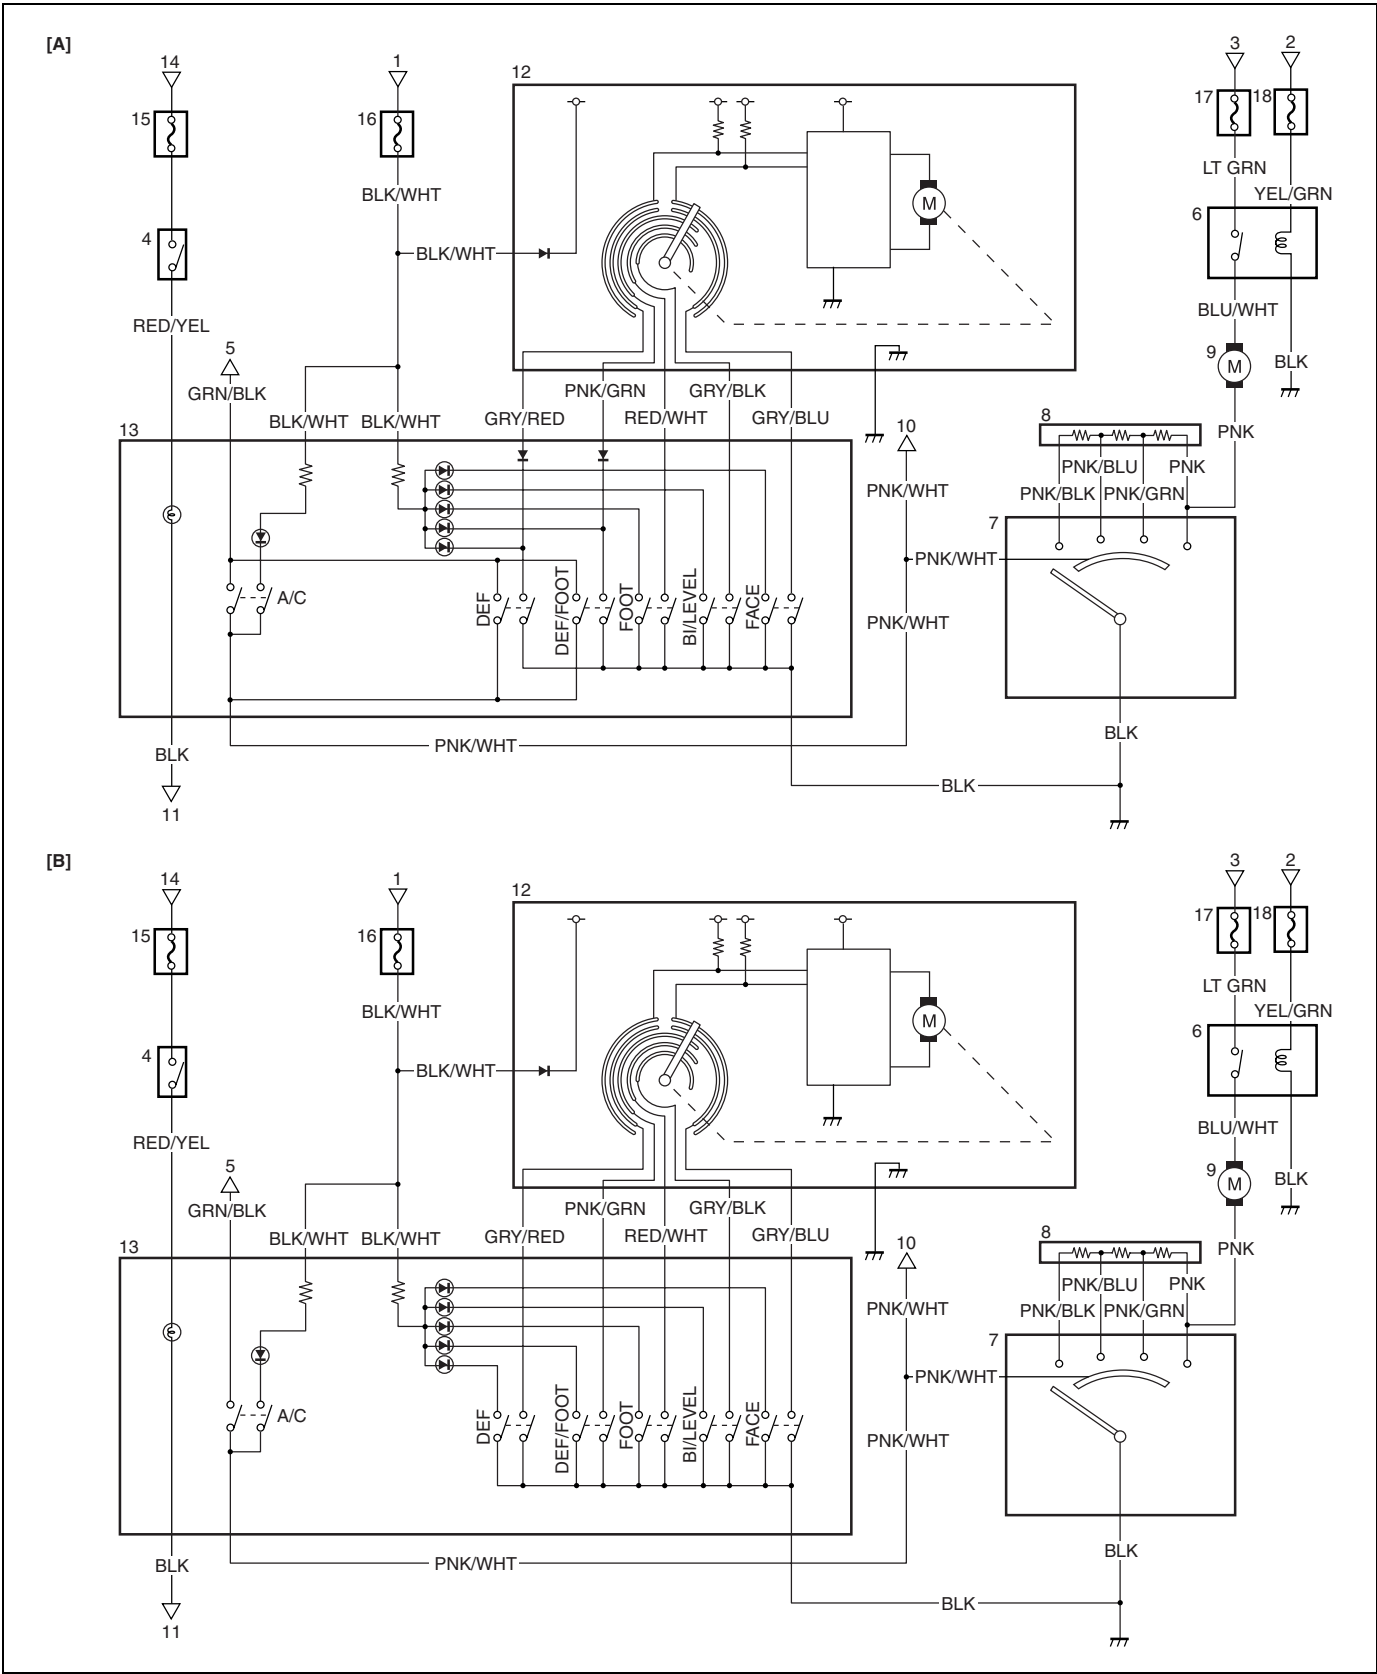 [A]
14
1
12
3
2
15
16
17
18
LT GRN
BLK/WHT
YEL/GRN
M
4
6
BLK/WHT
RED/YEL
BLU/WHT
5
9
M
BLK
GRN/BLK
PNK/GRN
GRY/BLK
BLK/WHT
BLK/WHT
GRY/RED
RED/WHT
GRY/BLU
8
13
10
PNK
PNK/BLU
PNK
PNK/WHT
PNK/BLK
PNK/GRN
7
PNK/WHT
A/C
DEF
DEF/FOOT
FOOT
BI/LEVEL
FACE
PNK/WHT
BLK
PNK/WHT
BLK
BLK
11
[B]
14
1
12
3
2
15
16
17
18
LT GRN
BLK/WHT
YEL/GRN
M
4
6
BLK/WHT
RED/YEL
BLU/WHT
5
9
M
BLK
GRN/BLK
PNK/GRN
GRY/BLK
BLK/WHT
BLK/WHT
GRY/RED
RED/WHT
GRY/BLU
8
13
10
PNK
PNK/BLU
PNK
PNK/WHT
PNK/BLK
PNK/GRN
7
PNK/WHT
A/C
DEF
DEF/FOOT
FOOT
BI/LEVEL
FACE
PNK/WHT
BLK
PNK/WHT
BLK
BLK
11